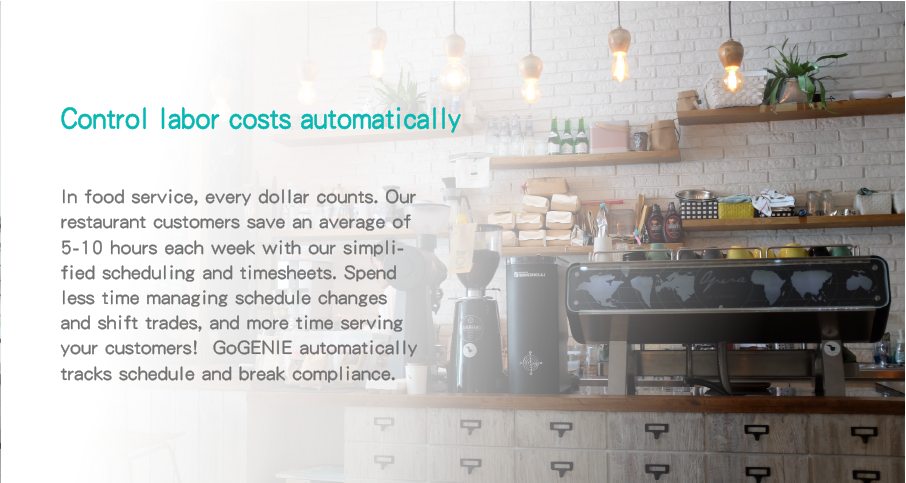 Control labor costs automatically
In food service, every dollar counts. Our
restaurant customers save an average of
5-10 hours each week with our simpli-
fied scheduling and timesheets. Spend
less time managing schedule changes
and shift trades, and more time serving
your customers!  GoGENIE automatically
tracks schedule and break compliance.